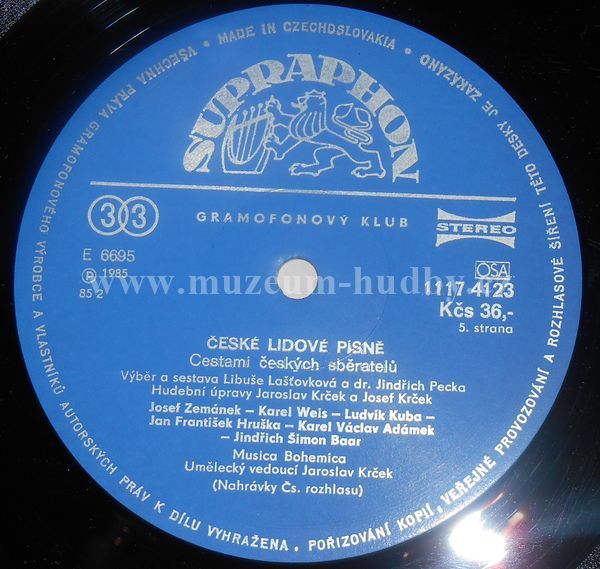 VŠECHNA PRÁVA GRAMOFONOVÉHO VÝROBCE A VLASTNÍKŮ AUTORSKÝCH PRÁV K DÍLU VYHRAŽENA. POŘIZOVÁNÍ KOPIÍ, VEŘEJNÉ PROVOZOVÁNÍ A ROZHLASOVÉ ŠÍŘENÍ TÉTO DESKY JE ZAKÁZÁNO • MADE IN CZECHOSLOVAKIA •
SUPRAPHON
33
GRAMOFONOVÝ KLUB
STEREO
E 6695
Ⓟ 1985
85 2
OSA
1117 4123
Kčs 36,-
5. strana
www.muzeum-hudby.
ČESKÉ LIDOVÉ PÍSNĚ
Cestami českých sběratelů
Výběr a sestava Libuše Lašťovková a dr. Jindřich Pecka
Hudební úpravy Jaroslav Krček a Josef Krček
Josef Zemánek – Karel Weis – Ludvík Kuba –
Jan František Hruška – Karel Václav Adámek
– Jindřich Šimon Baar
Musica Bohemica
Umělecký vedoucí Jaroslav Krček
(Nahrávky Čs. rozhlasu)